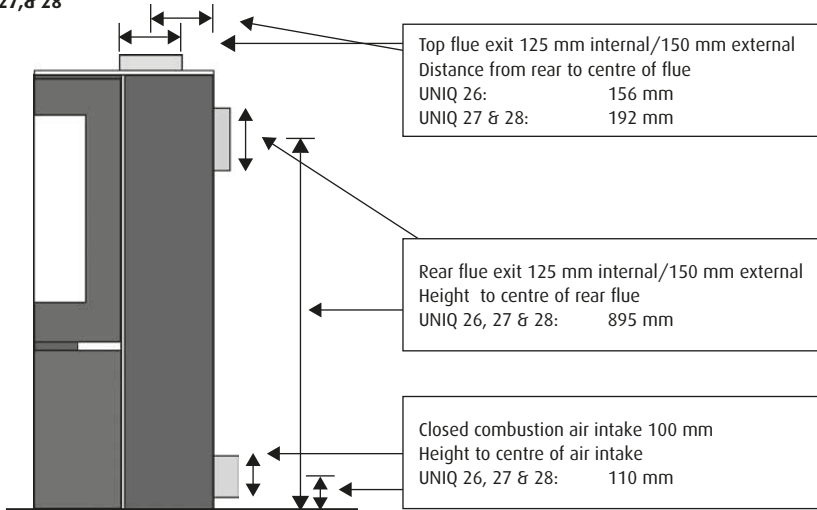 27,& 28
Top flue exit 125 mm internal/150 mm external
Distance from rear to centre of flue
UNIQ 26: 156 mm
UNIQ 27 & 28: 192 mm
Rear flue exit 125 mm internal/150 mm external
Height to centre of rear flue
UNIQ 26, 27 & 28: 895 mm
Closed combustion air intake 100 mm
Height to centre of air intake
UNIQ 26, 27 & 28: 110 mm